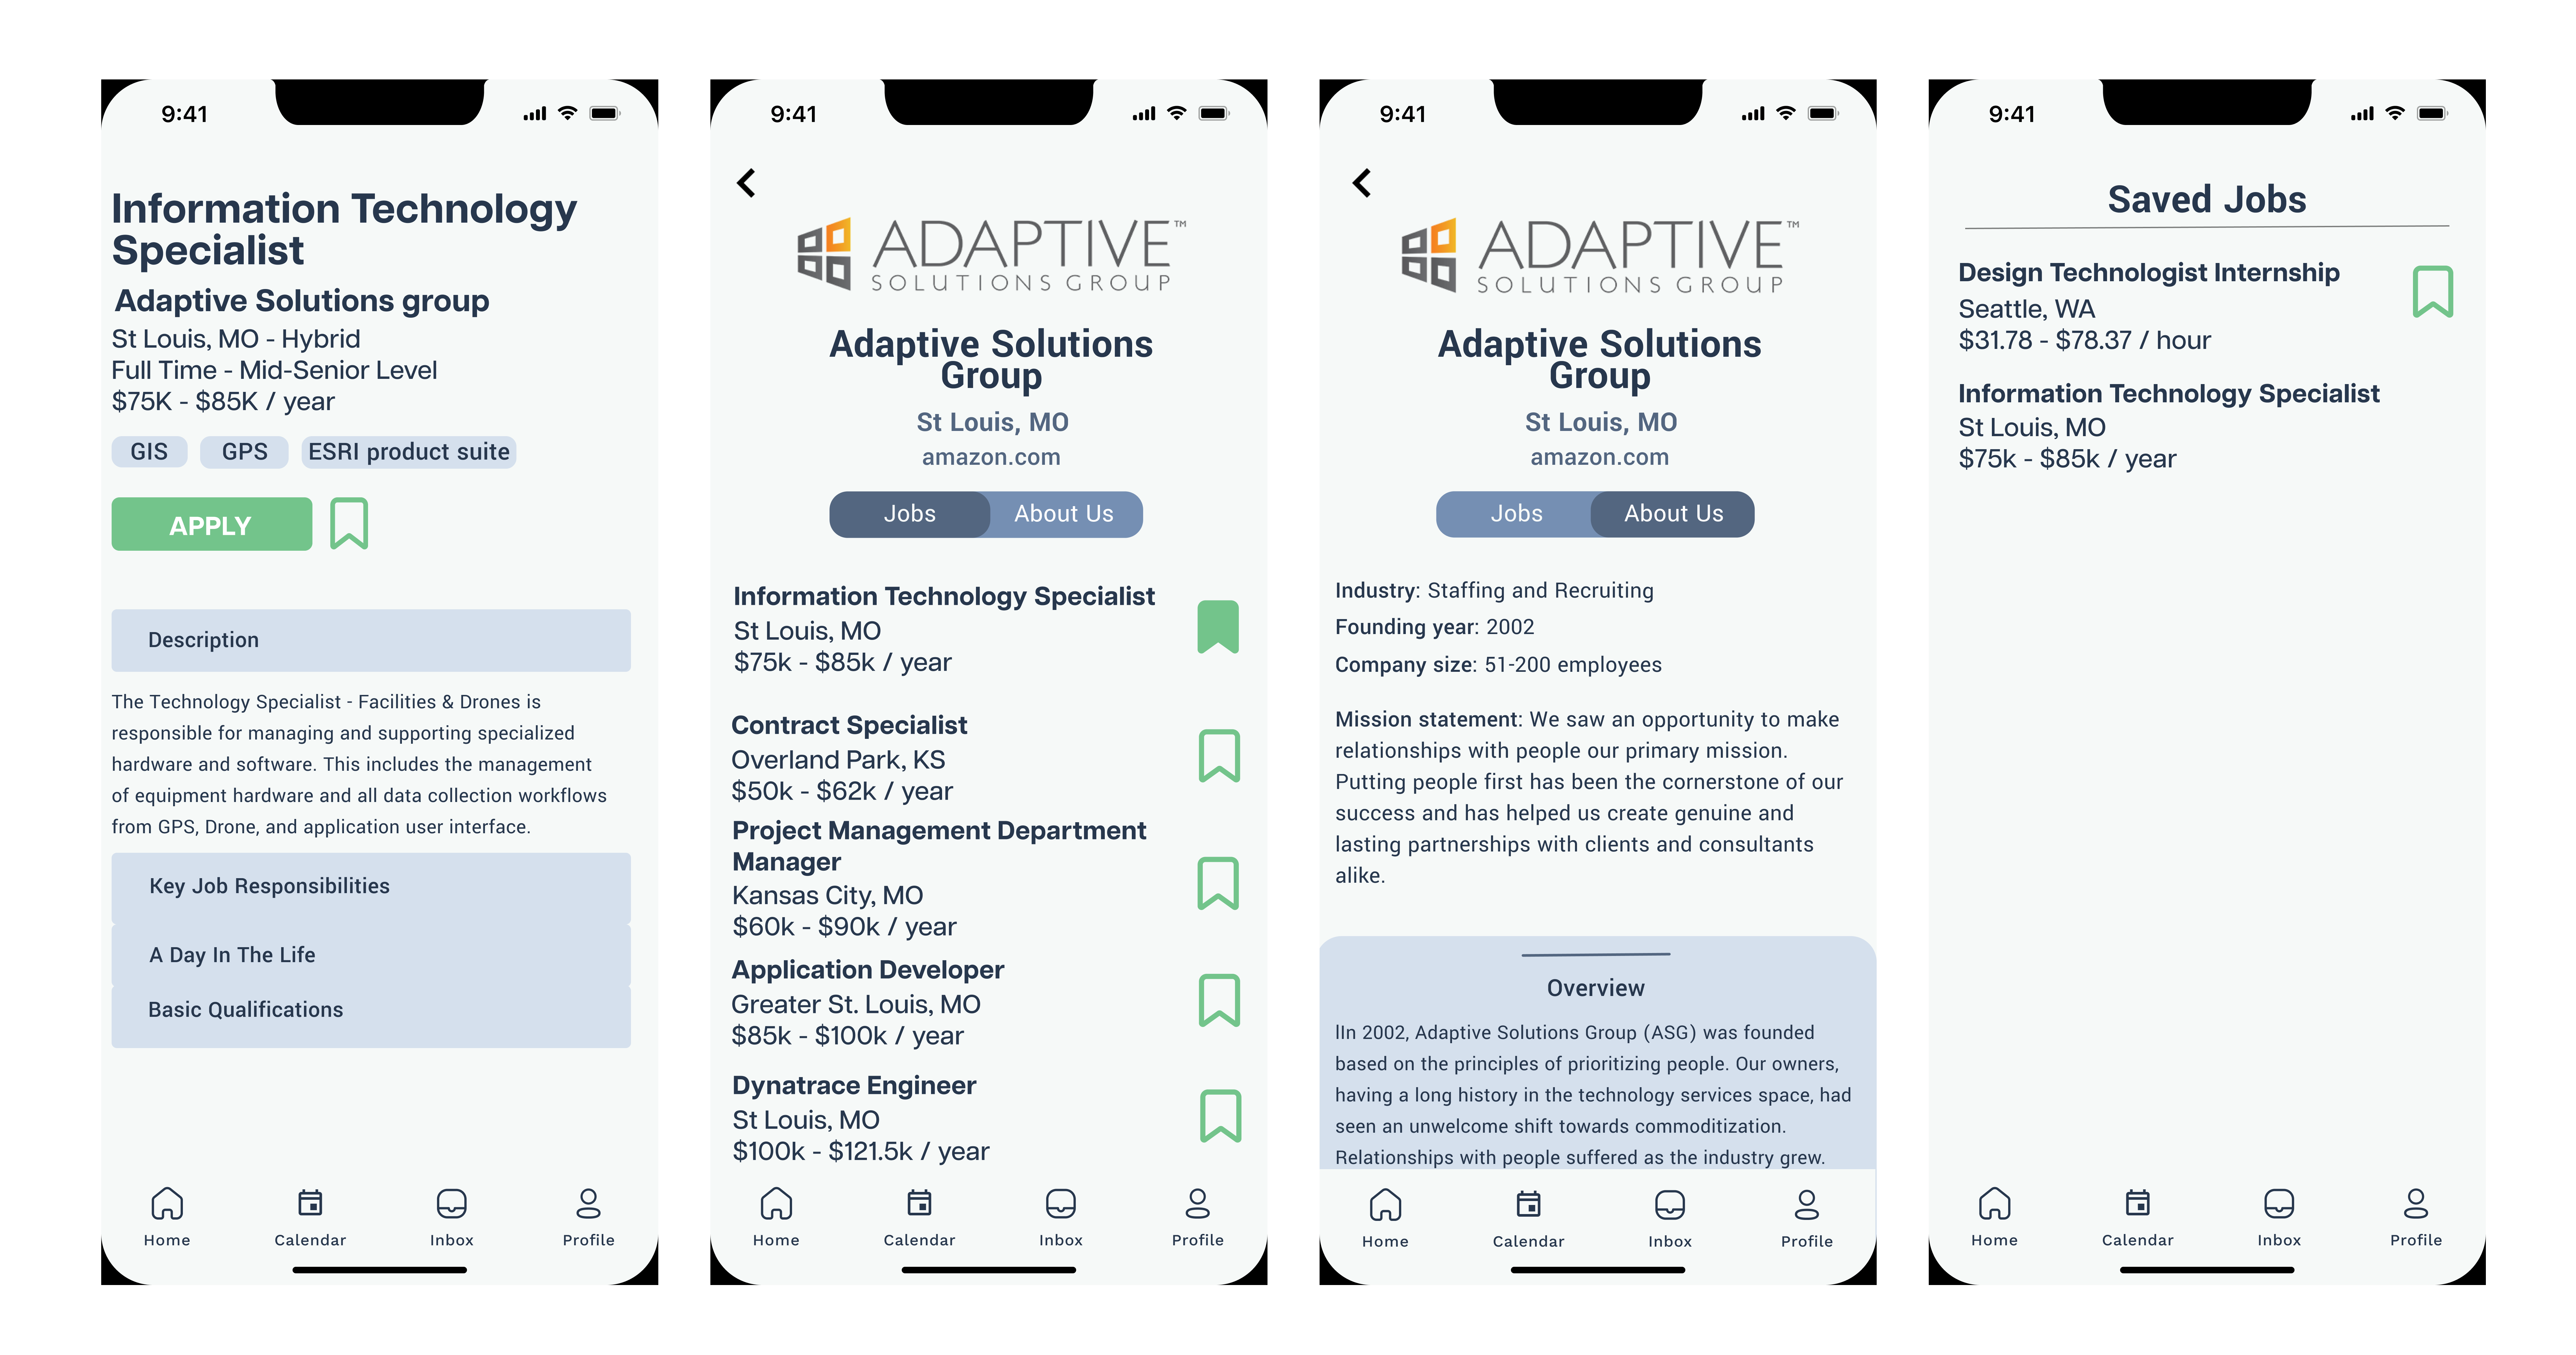 9:41
Information Technology
Specialist
Adaptive Solutions group
St Louis, MO - Hybrid
Full Time - Mid-Senior Level
$75K - $85K / year
GIS GPS ESRI product suite
APPLY
Description
The Technology Specialist - Facilities & Drones is
responsible for managing and supporting specialized
hardware and software. This includes the management
of equipment hardware and all data collection workflows
from GPS, Drone, and application user interface.
Key Job Responsibilities
A Day In The Life
Basic Qualifications
Home Calendar Inbox Profile
9:41
ADAPTIVE™
SOLUTIONS GROUP
Adaptive Solutions
Group
St Louis, MO
amazon.com
Jobs About Us
Information Technology Specialist
St Louis, MO
$75k - $85k / year
Contract Specialist
Overland Park, KS
$50k - $62k / year
Project Management Department
Manager
Kansas City, MO
$60k - $90k / year
Application Developer
Greater St. Louis, MO
$85k - $100k / year
Dynatrace Engineer
St Louis, MO
$100k - $121.5k / year
Home Calendar Inbox Profile
9:41
ADAPTIVE™
SOLUTIONS GROUP
Adaptive Solutions
Group
St Louis, MO
amazon.com
Jobs About Us
Industry: Staffing and Recruiting
Founding year: 2002
Company size: 51-200 employees
Mission statement: We saw an opportunity to make
relationships with people our primary mission.
Putting people first has been the cornerstone of our
success and has helped us create genuine and
lasting partnerships with clients and consultants
alike.
Overview
lIn 2002, Adaptive Solutions Group (ASG) was founded
based on the principles of prioritizing people. Our owners,
having a long history in the technology services space, had
seen an unwelcome shift towards commoditization.
Relationships with people suffered as the industry grew.
Home Calendar Inbox Profile
9:41
Saved Jobs
Design Technologist Internship
Seattle, WA
$31.78 - $78.37 / hour
Information Technology Specialist
St Louis, MO
$75k - $85k / year
Home Calendar Inbox Profile